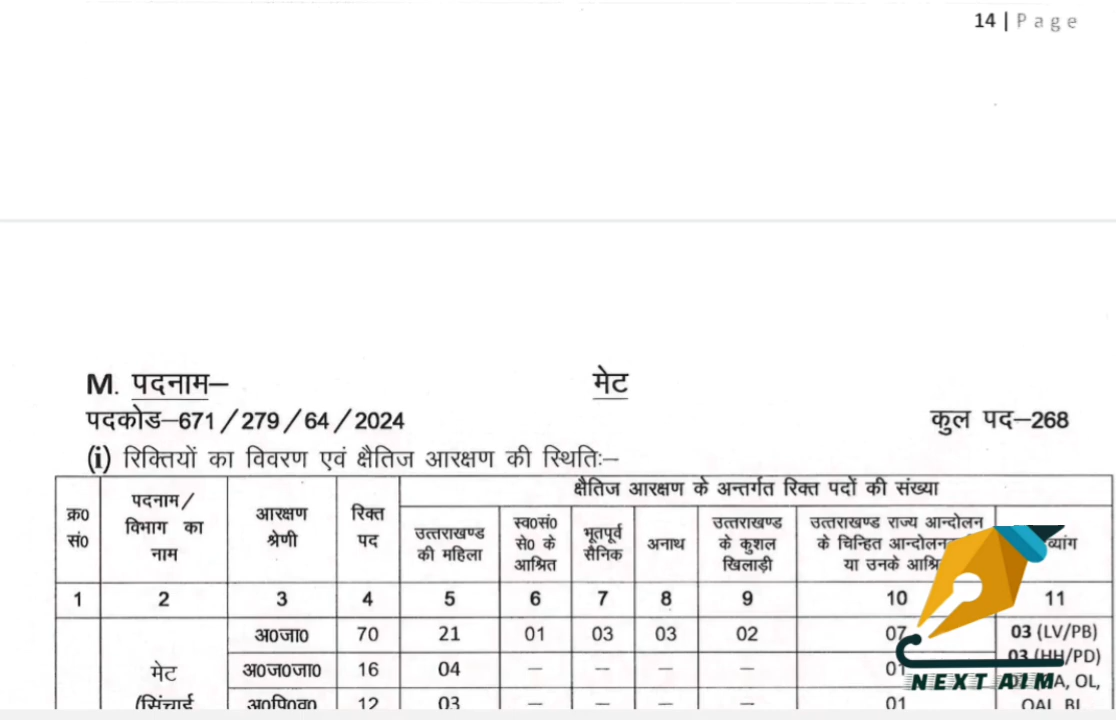 14 | Page
M. पदनाम– मेट
पदकोड–671/279/64/2024 कुल पद–268
(i) रिक्तियों का विवरण एवं क्षैतिज आरक्षण की स्थितिः–
क्र0 सं0 पदनाम/ विभाग का नाम आरक्षण श्रेणी रिक्त पद क्षैतिज आरक्षण के अन्तर्गत रिक्त पदों की संख्या
उत्तराखण्ड की महिला स्व0सं0 से0 के आश्रित भूतपूर्व सैनिक अनाथ उत्तराखण्ड के कुशल खिलाड़ी उत्तराखण्ड राज्य आन्दोलन के चिन्हित या उनके
1 2 3 4 5 6 7 8 9 10 11
अ0जा0 70 21 01 03 03 02 07 03 (LV/PB)
03 (HH/PD)
मेट अ0ज0जा0 16 04 – – – – 01 OL,
(सिंचाई अ0पि0व0 12 03 – – – – 01 OAL, BL
NEXT AIM